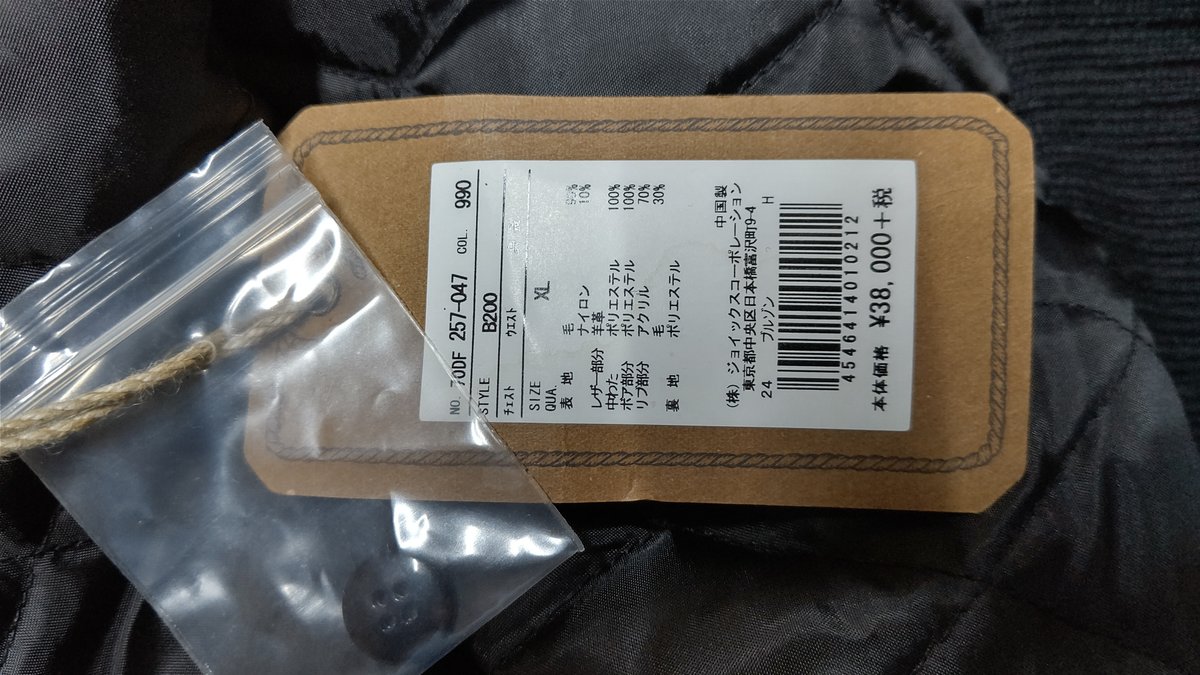 NO. 70DF 257-047 COL. 990
STYLE B200
チェスト ウエスト
SIZE XL
QUA.
表 地 毛 90%
ナイロン 10%
レザー部分 羊革
中わた ポリエステル 100%
ボア部分 ポリエステル 100%
リブ部分 アクリル 70%
毛 30%
裏 地 ポリエステル
中国製
(株) ジョイックスコーポレーション
東京都中央区日本橋富沢町9-4
24 ブルゾン H
4546414010212
本体価格 ¥38,000+税